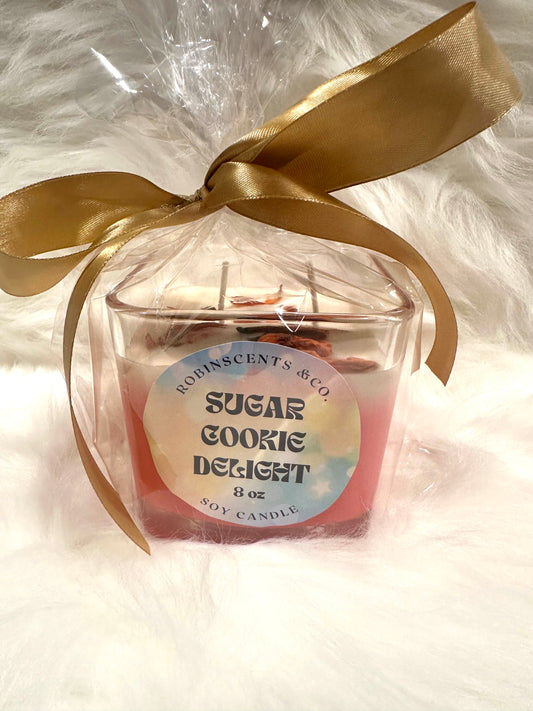 ROBINSCENTS &CO.
SUGAR
COOKIE
DELIGHT
8 oz
SOY CANDLE